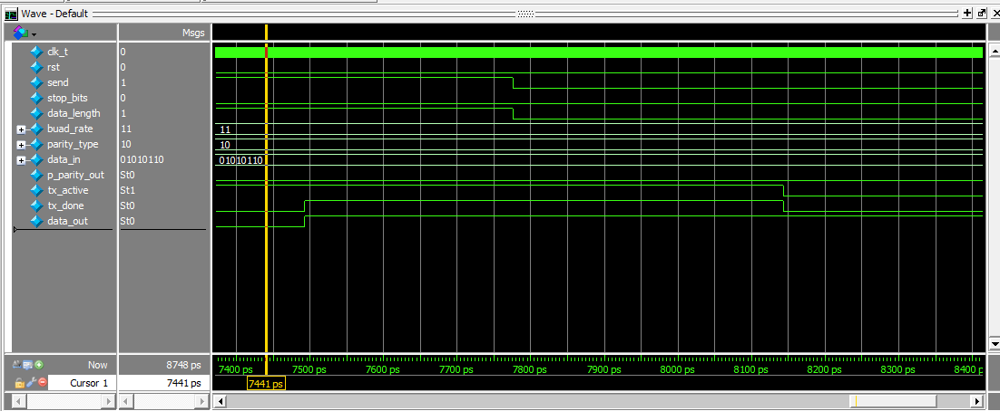 Wave - Default
Msgs
clk_t 0
rst 0
send 1
stop_bits 0
data_length 1
buad_rate 11 11
parity_type 10 10
data_in 01010110 01010110
p_parity_out St0
tx_active St1
tx_done St0
data_out St0
Now 8748 ps 7400 ps 7500 ps 7600 ps 7700 ps 7800 ps 7900 ps 8000 ps 8100 ps 8200 ps 8300 ps 8400 p
Cursor 1 7441 ps 7441 ps